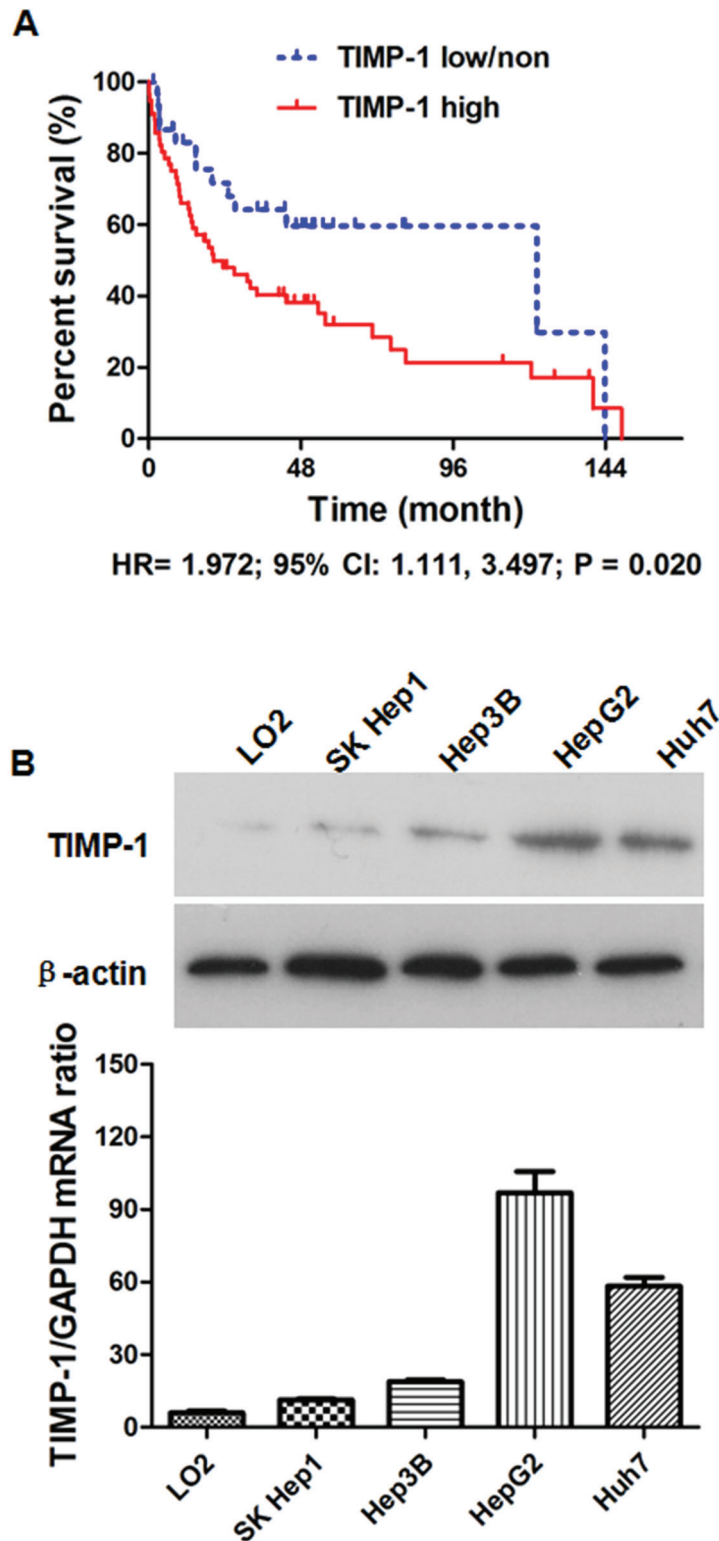 A
TIMP-1 low/non
TIMP-1 high
Percent survival (%)
100
80
60
40
20
0
0 48 96 144
Time (month)
HR= 1.972; 95% CI: 1.111, 3.497; P = 0.020
B
LO2 SK Hep1 Hep3B HepG2 Huh7
TIMP-1
β-actin
TIMP-1/GAPDH mRNA ratio
150
120
90
60
30
0
LO2 SK Hep1 Hep3B HepG2 Huh7